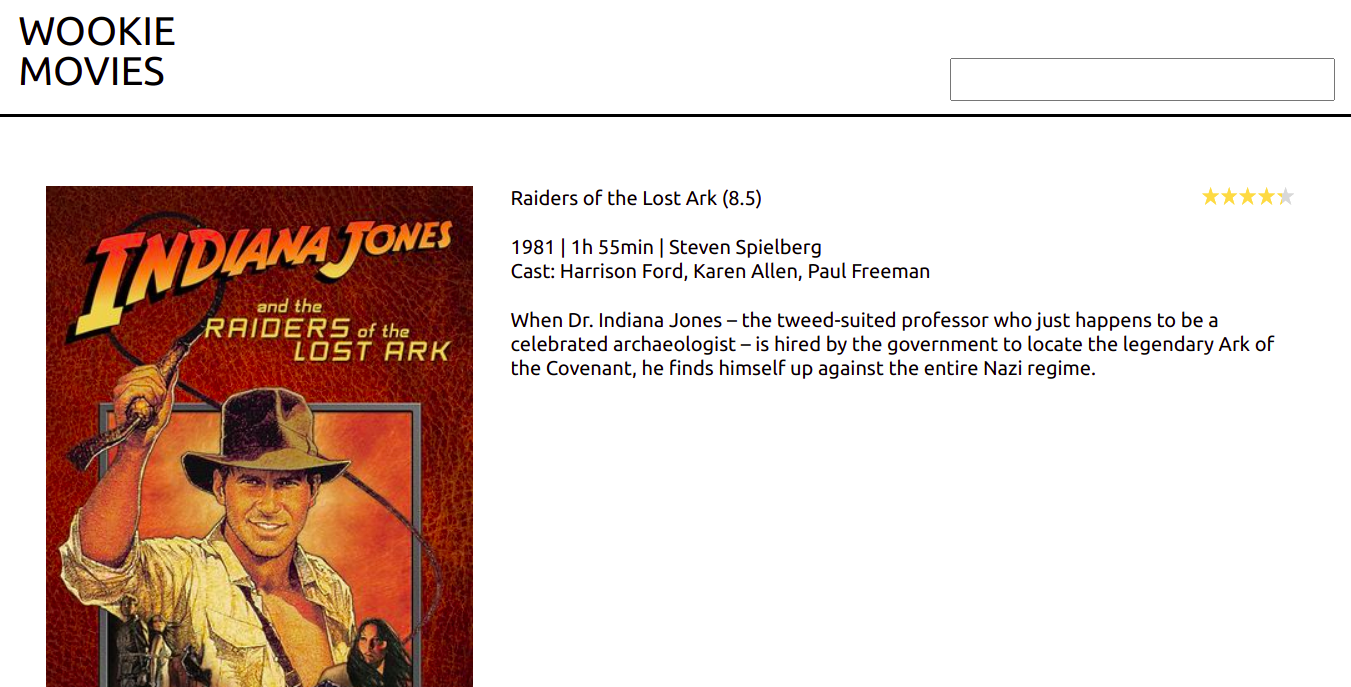 WOOKIE
MOVIES
INDIANA JONES
and the
RAIDERS of the
LOST ARK
Raiders of the Lost Ark (8.5)
1981 | 1h 55min | Steven Spielberg
Cast: Harrison Ford, Karen Allen, Paul Freeman
When Dr. Indiana Jones – the tweed-suited professor who just happens to be a
celebrated archaeologist – is hired by the government to locate the legendary Ark of
the Covenant, he finds himself up against the entire Nazi regime.